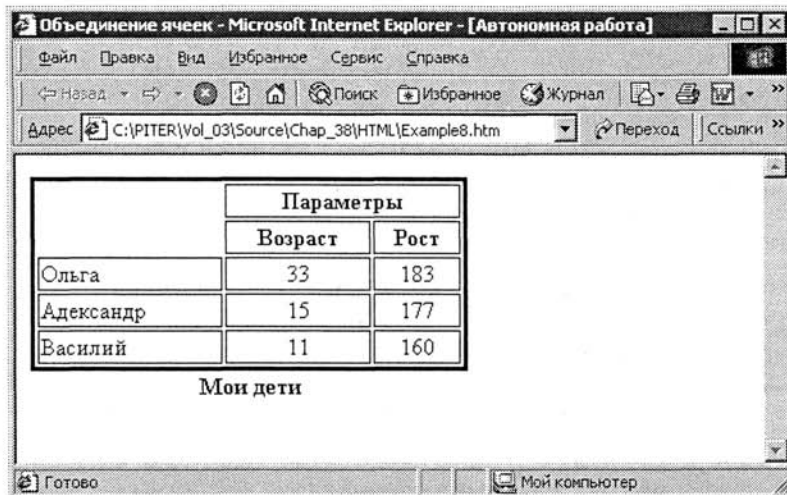 Объединение ячеек - Microsoft Internet Explorer - [Автономная работа]
Файл Правка Вид Избранное Сервис Справка
Назад Поиск Избранное Журнал
Адрес C:\PITER\Vol_03\Source\Chap_38\HTML\Example8.htm Переход Ссылки
Параметры
Возраст Рост
Ольга 33 183
Адександр 15 177
Василий 11 160
Мои дети
Готово Мой компьютер